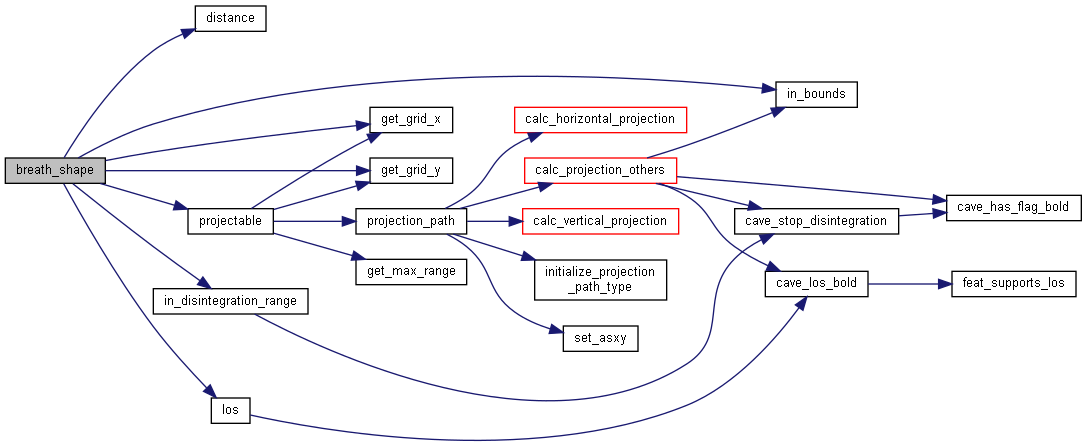 distance
in_bounds
get_grid_x
calc_horizontal_projection
breath_shape
get_grid_y
calc_projection_others
cave_has_flag_bold
projectable
projection_path
calc_vertical_projection
cave_stop_disintegration
get_max_range
initialize_projection
_path_type
cave_los_bold
feat_supports_los
in_disintegration_range
set_asxy
los